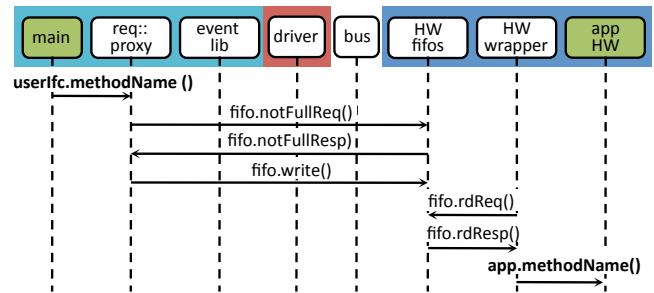 main
req::
proxy
event
lib
driver
bus
HW
fifos
HW
wrapper
app
HW
userIfc.methodName ()
fifo.notFullReq()
fifo.notFullResp)
fifo.write()
fifo.rdReq()
fifo.rdResp()
app.methodName()